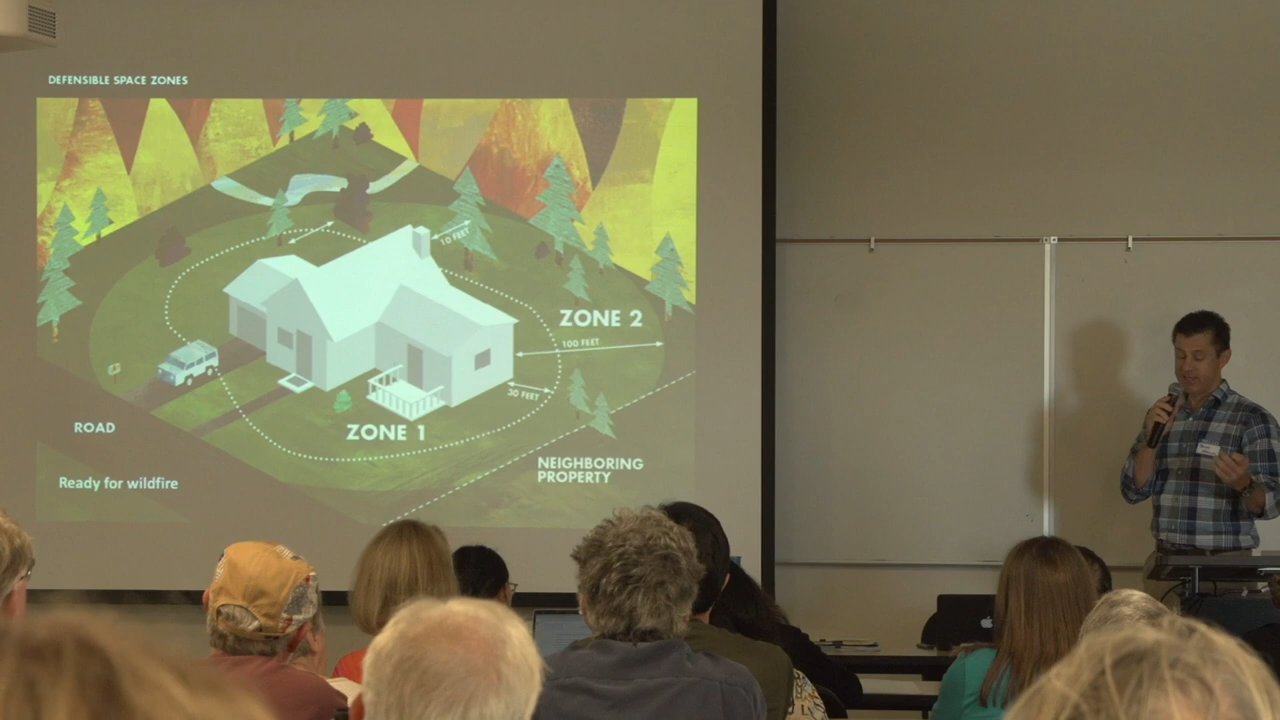 DEFENSIBLE SPACE ZONES
10 FEET
ZONE 2
100 FEET
30 FEET
ZONE 1
ROAD
NEIGHBORING
PROPERTY
Ready for wildfire